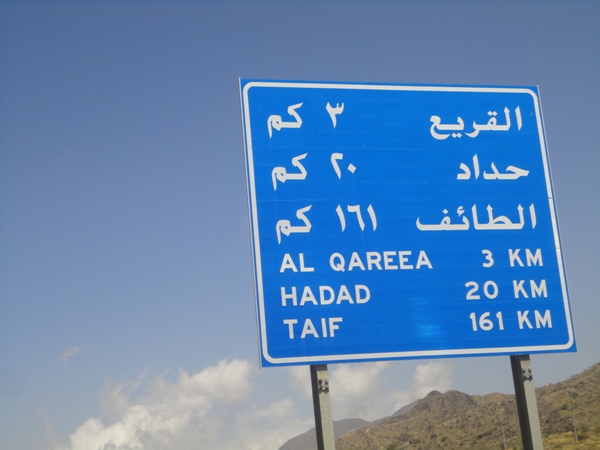 القريع ٣ كم
حداد ٢٠ كم
الطائف ١٦١ كم
AL QAREEA 3 KM
HADAD 20 KM
TAIF 161 KM